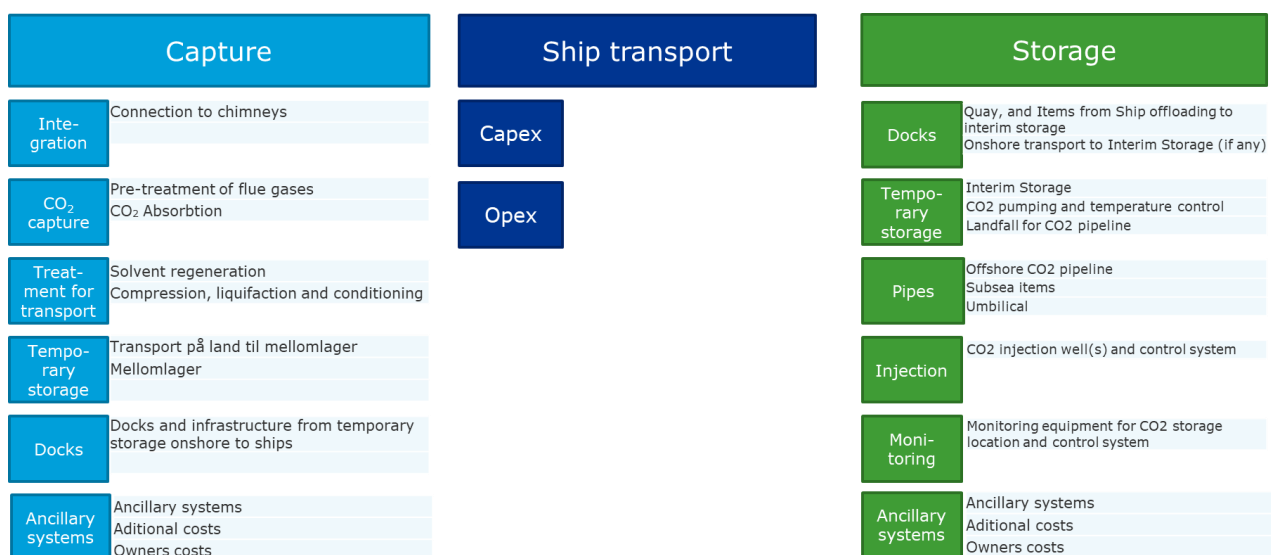 Capture
Inte-
gration
Connection to chimneys
CO₂
capture
Pre-treatment of flue gases
CO₂ Absorbtion
Treat-
ment for
transport
Solvent regeneration
Compression, liquifaction and conditioning
Tempo-
rary
storage
Transport på land til mellomlager
Mellomlager
Docks
Docks and infrastructure from temporary
storage onshore to ships
Ancillary
systems
Ancillary systems
Aditional costs
Owners costs
Ship transport
Capex
Opex
Storage
Docks
Quay, and Items from Ship offloading to
interim storage
Onshore transport to Interim Storage (if any)
Tempo-
rary
storage
Interim Storage
CO2 pumping and temperature control
Landfall for CO2 pipeline
Pipes
Offshore CO2 pipeline
Subsea items
Umbilical
Injection
CO2 injection well(s) and control system
Moni-
toring
Monitoring equipment for CO2 storage
location and control system
Ancillary
systems
Ancillary systems
Aditional costs
Owners costs